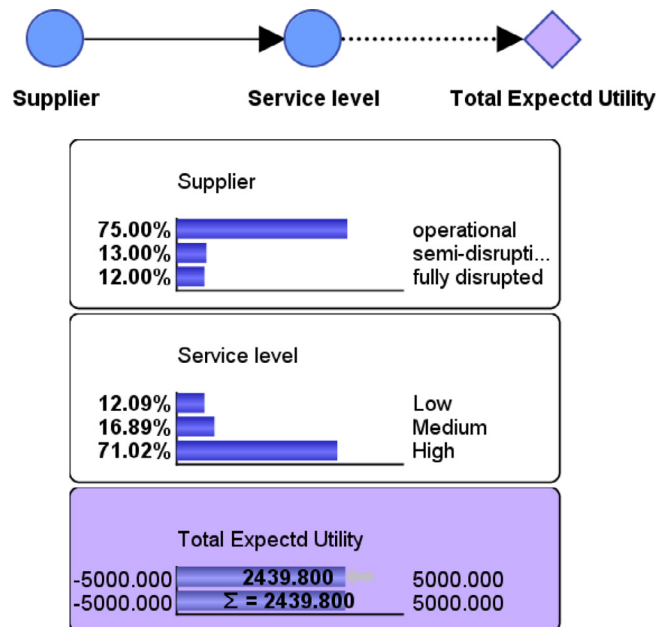 Supplier Service level Total Expectd Utility
Supplier
75.00% operational
13.00% semi-disrupti...
12.00% fully disrupted
Service level
12.09% Low
16.89% Medium
71.02% High
Total Expectd Utility
-5000.000 2439.800 5000.000
-5000.000 Σ = 2439.800 5000.000